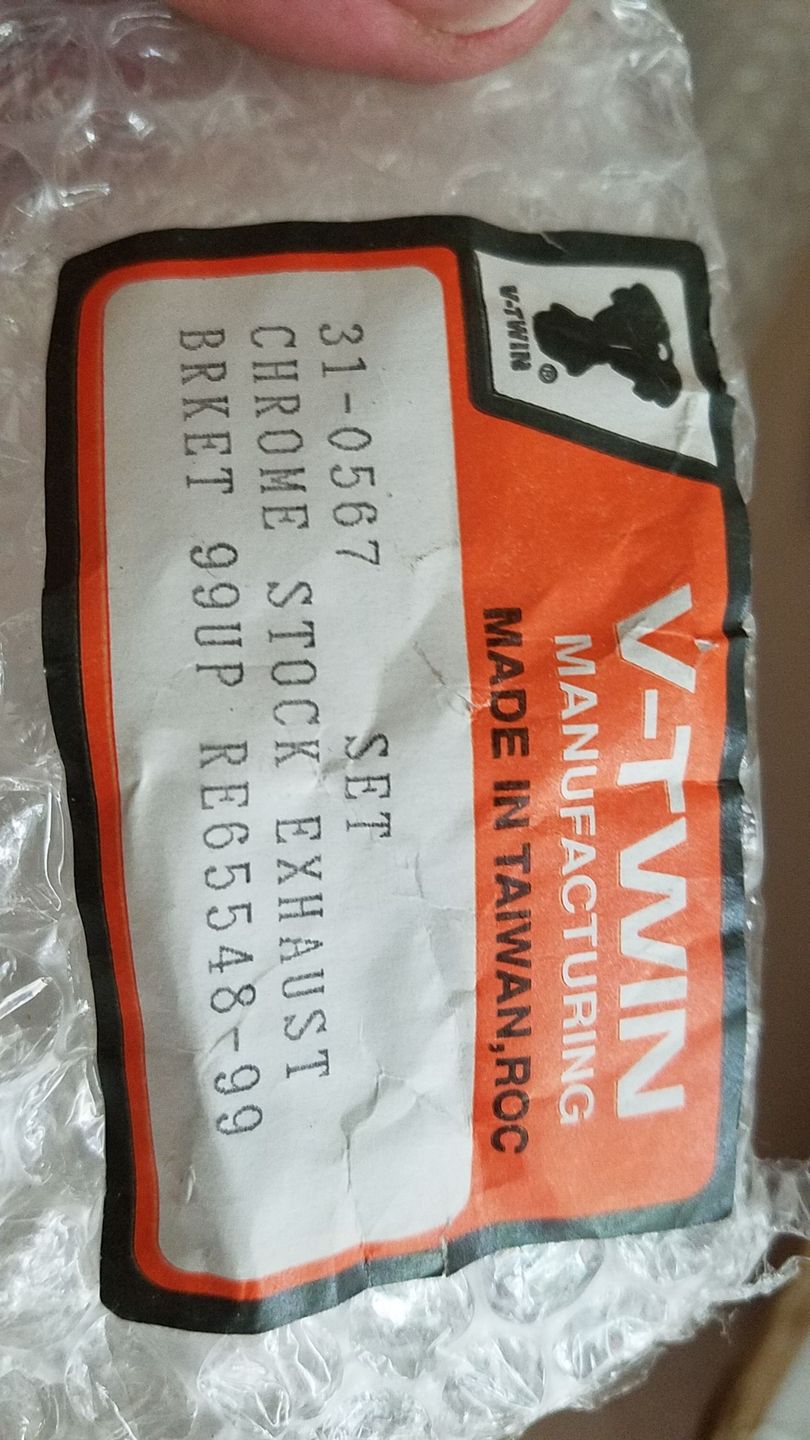 V-TWIN®
V-TWIN
MANUFACTURING
MADE IN TAIWAN,ROC
31-0567 SET
CHROME STOCK EXHAUST
BRKET 99UP RE65548-99